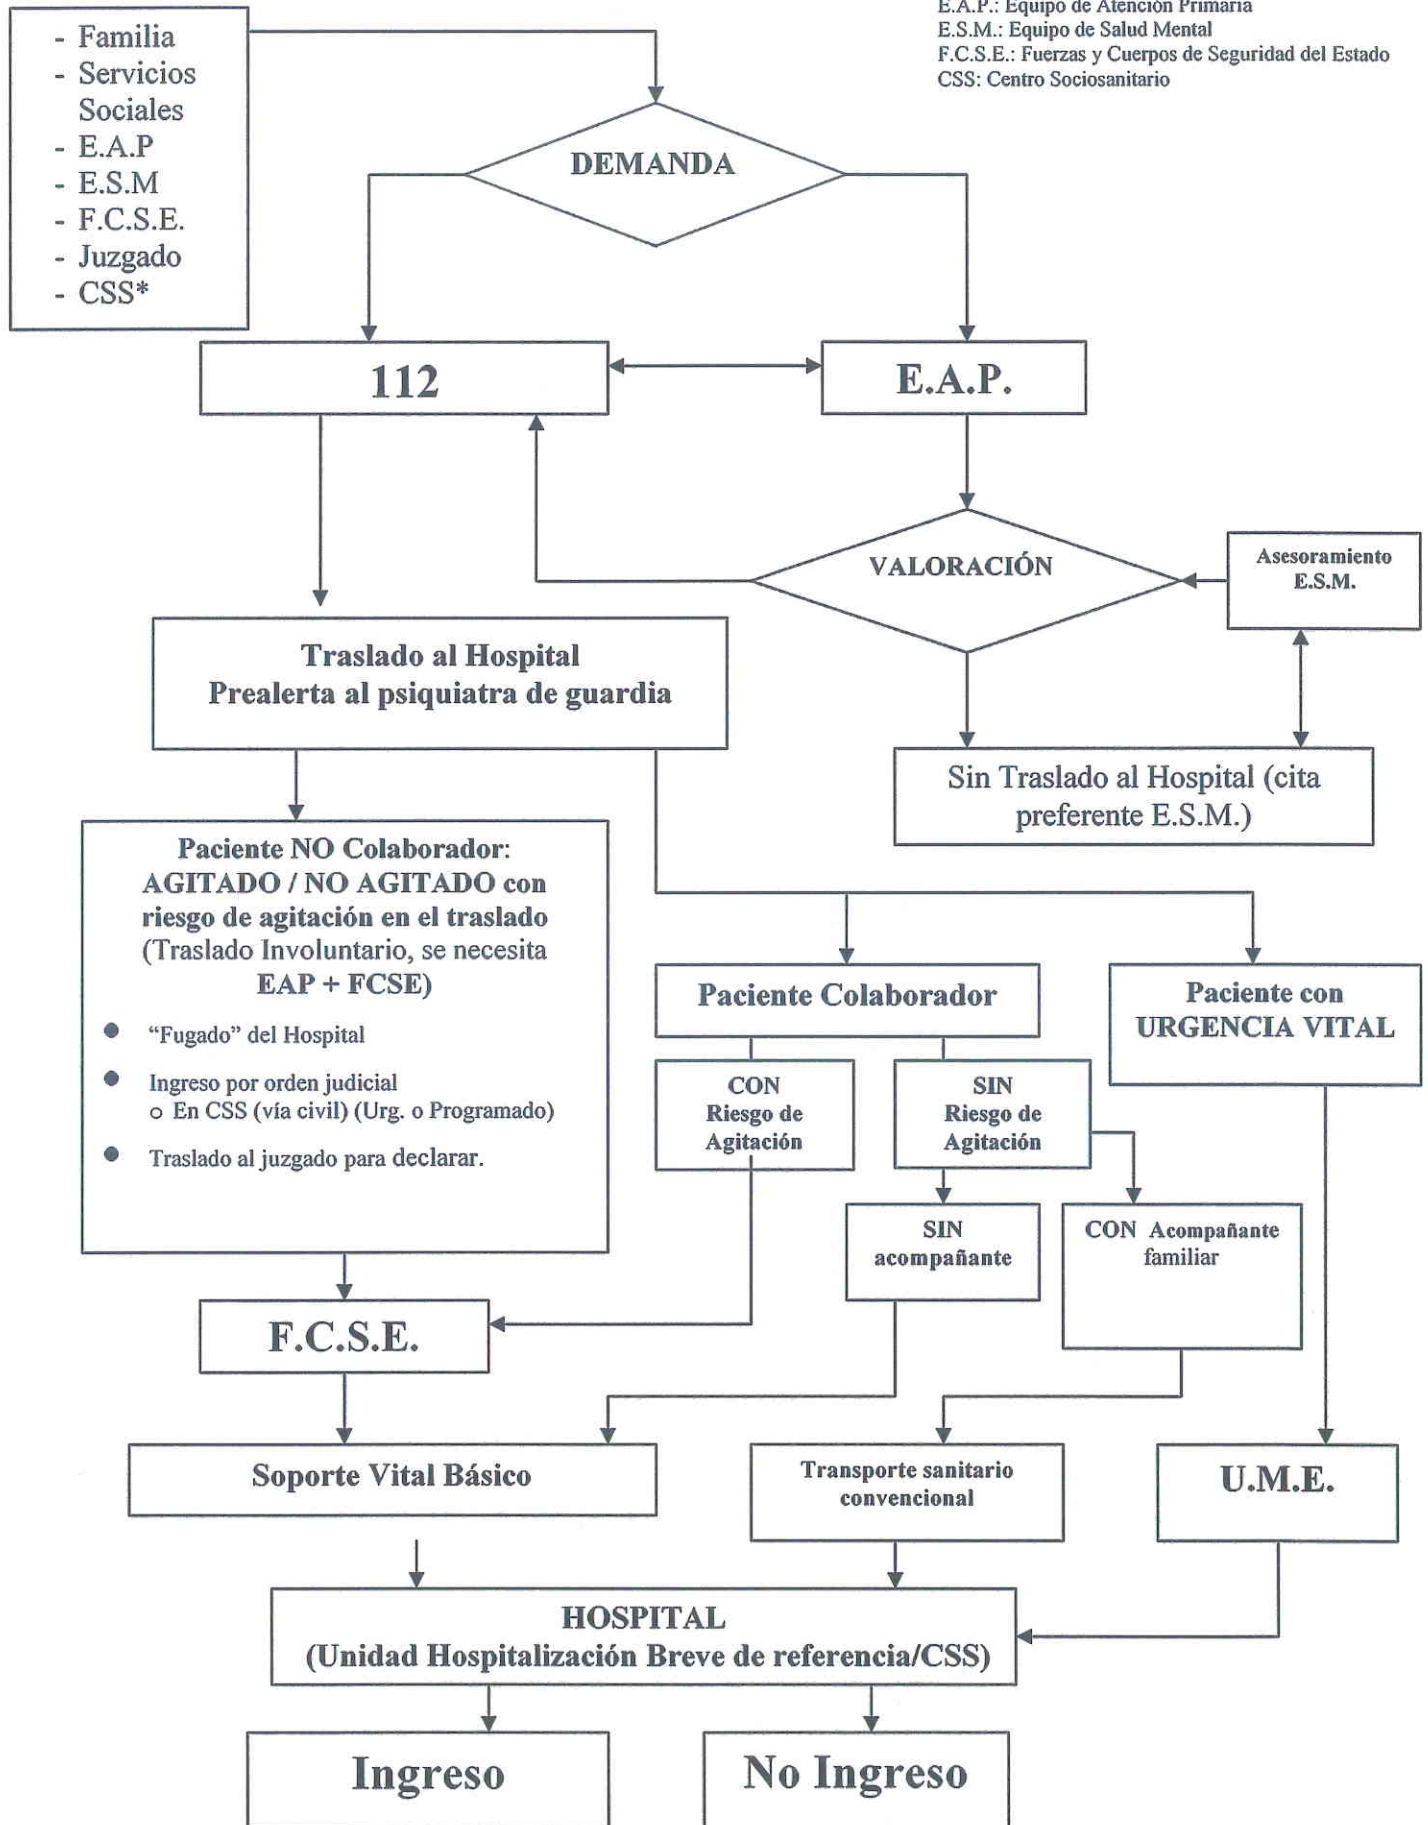 E.A.P.: Equipo de Atención Primaria
E.S.M.: Equipo de Salud Mental
F.C.S.E.: Fuerzas y Cuerpos de Seguridad del Estado
CSS: Centro Sociosanitario
- Familia
- Servicios
Sociales
- E.A.P
- E.S.M
- F.C.S.E.
- Juzgado
- CSS*
DEMANDA
112
E.A.P.
VALORACIÓN
Asesoramiento
E.S.M.
Traslado al Hospital
Prealerta al psiquiatra de guardia
Sin Traslado al Hospital (cita
preferente E.S.M.)
Paciente NO Colaborador:
AGITADO / NO AGITADO con
riesgo de agitación en el traslado
(Traslado Involuntario, se necesita
EAP + FCSE)
● “Fugado” del Hospital
● Ingreso por orden judicial
o En CSS (vía civil) (Urg. o Programado)
● Traslado al juzgado para declarar.
Paciente Colaborador
Paciente con
URGENCIA VITAL
CON
Riesgo de
Agitación
SIN
Riesgo de
Agitación
SIN
acompañante
CON Acompañante
familiar
F.C.S.E.
Soporte Vital Básico
Transporte sanitario
convencional
U.M.E.
HOSPITAL
(Unidad Hospitalización Breve de referencia/CSS)
Ingreso
No Ingreso